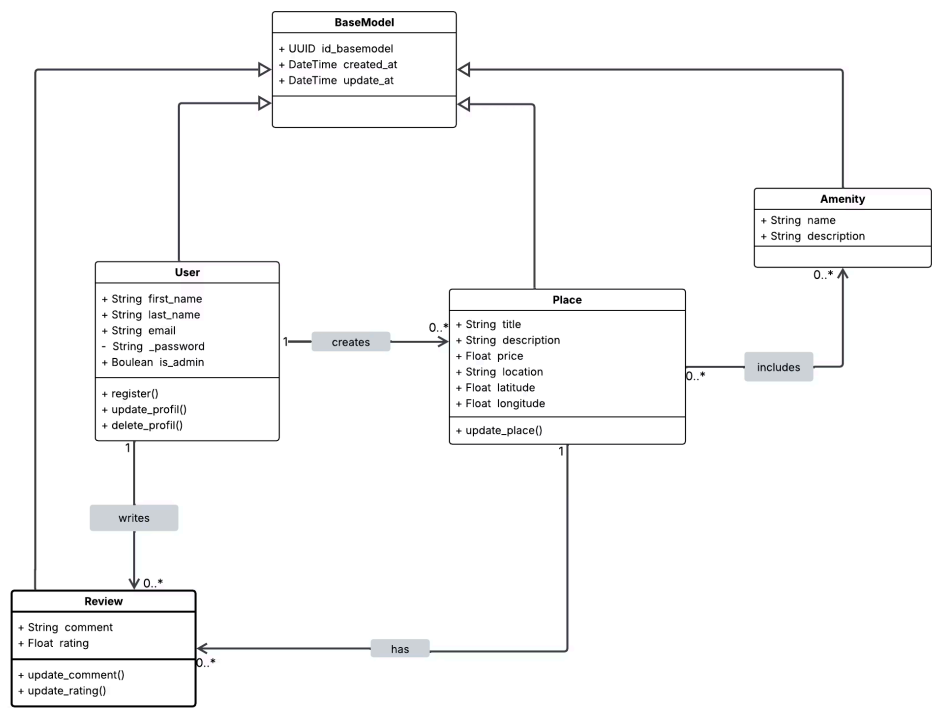 BaseModel
+ UUID id_basemodel
+ DateTime created_at
+ DateTime update_at
Amenity
+ String name
+ String description
0..*
User
+ String first_name
+ String last_name
+ String email
- String _password
+ Boulean is_admin
+ register()
+ update_profil()
+ delete_profil()
1
creates
0..*
Place
+ String title
+ String description
+ Float price
+ String location
+ Float latitude
+ Float longitude
+ update_place()
0..*
includes
1
writes
0..*
1
has
0..*
Review
+ String comment
+ Float rating
+ update_comment()
+ update_rating()